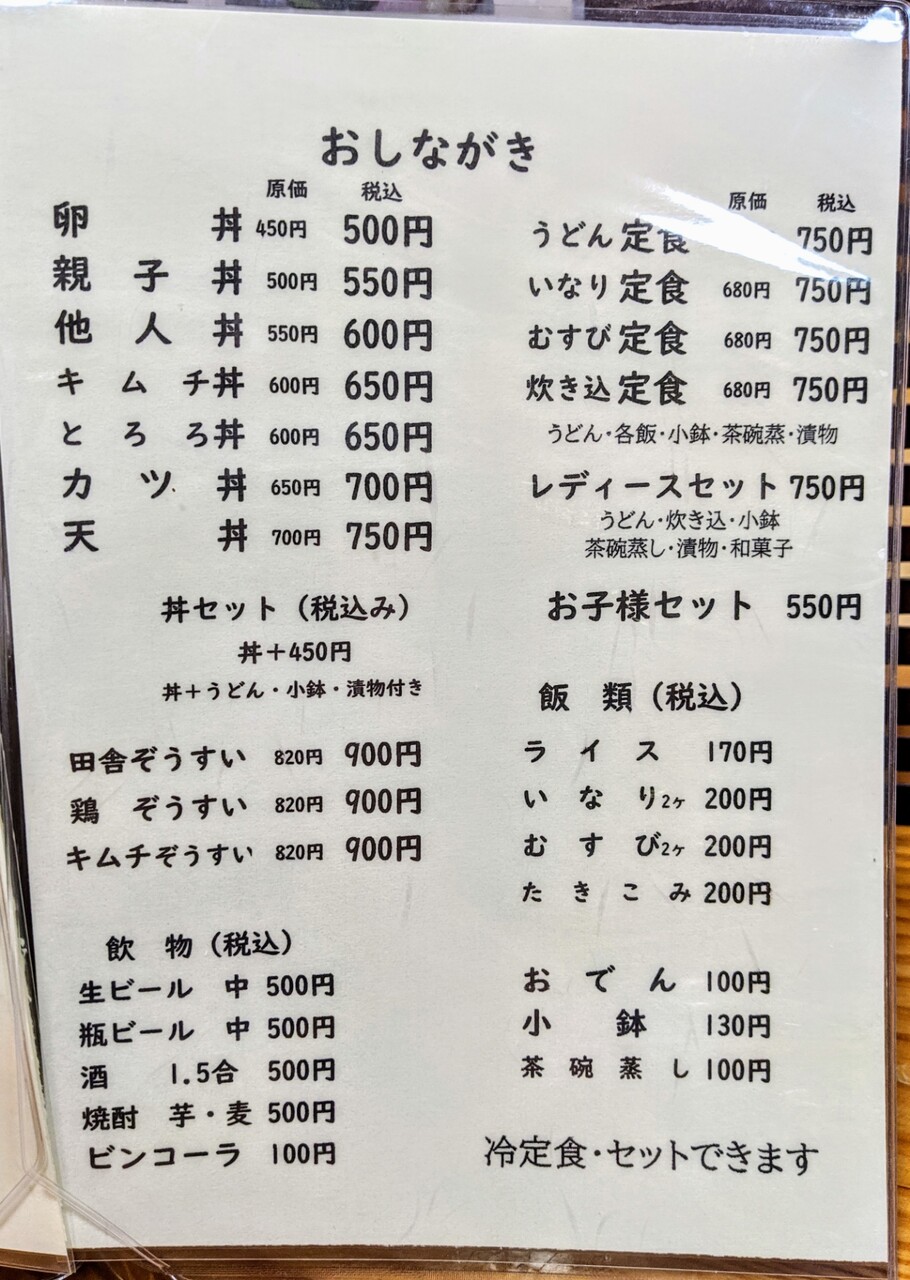 おしながき
原価 税込
卵丼 450円 500円
親子丼 500円 550円
他人丼 550円 600円
キムチ丼 600円 650円
とろろ丼 600円 650円
カツ丼 650円 700円
天丼 700円 750円
丼セット（税込み）
丼＋450円
丼＋うどん・小鉢・漬物付き
田舎ぞうすい 820円 900円
鶏 ぞうすい 820円 900円
キムチぞうすい 820円 900円
飲 物（税込）
生ビール 中 500円
瓶ビール 中 500円
酒 1.5合 500円
焼酎 芋・麦 500円
ビンコーラ 100円
原価 税込
うどん定食 750円
いなり定食 680円 750円
むすび定食 680円 750円
炊き込定食 680円 750円
うどん・各飯・小鉢・茶碗蒸・漬物
レディースセット 750円
うどん・炊き込・小鉢
茶碗蒸し・漬物・和菓子
お子様セット 550円
飯 類（税込）
ライス 170円
いなり2ヶ 200円
むすび2ヶ 200円
たきこみ 200円
おでん 100円
小鉢 130円
茶碗蒸し 100円
冷定食・セットできます